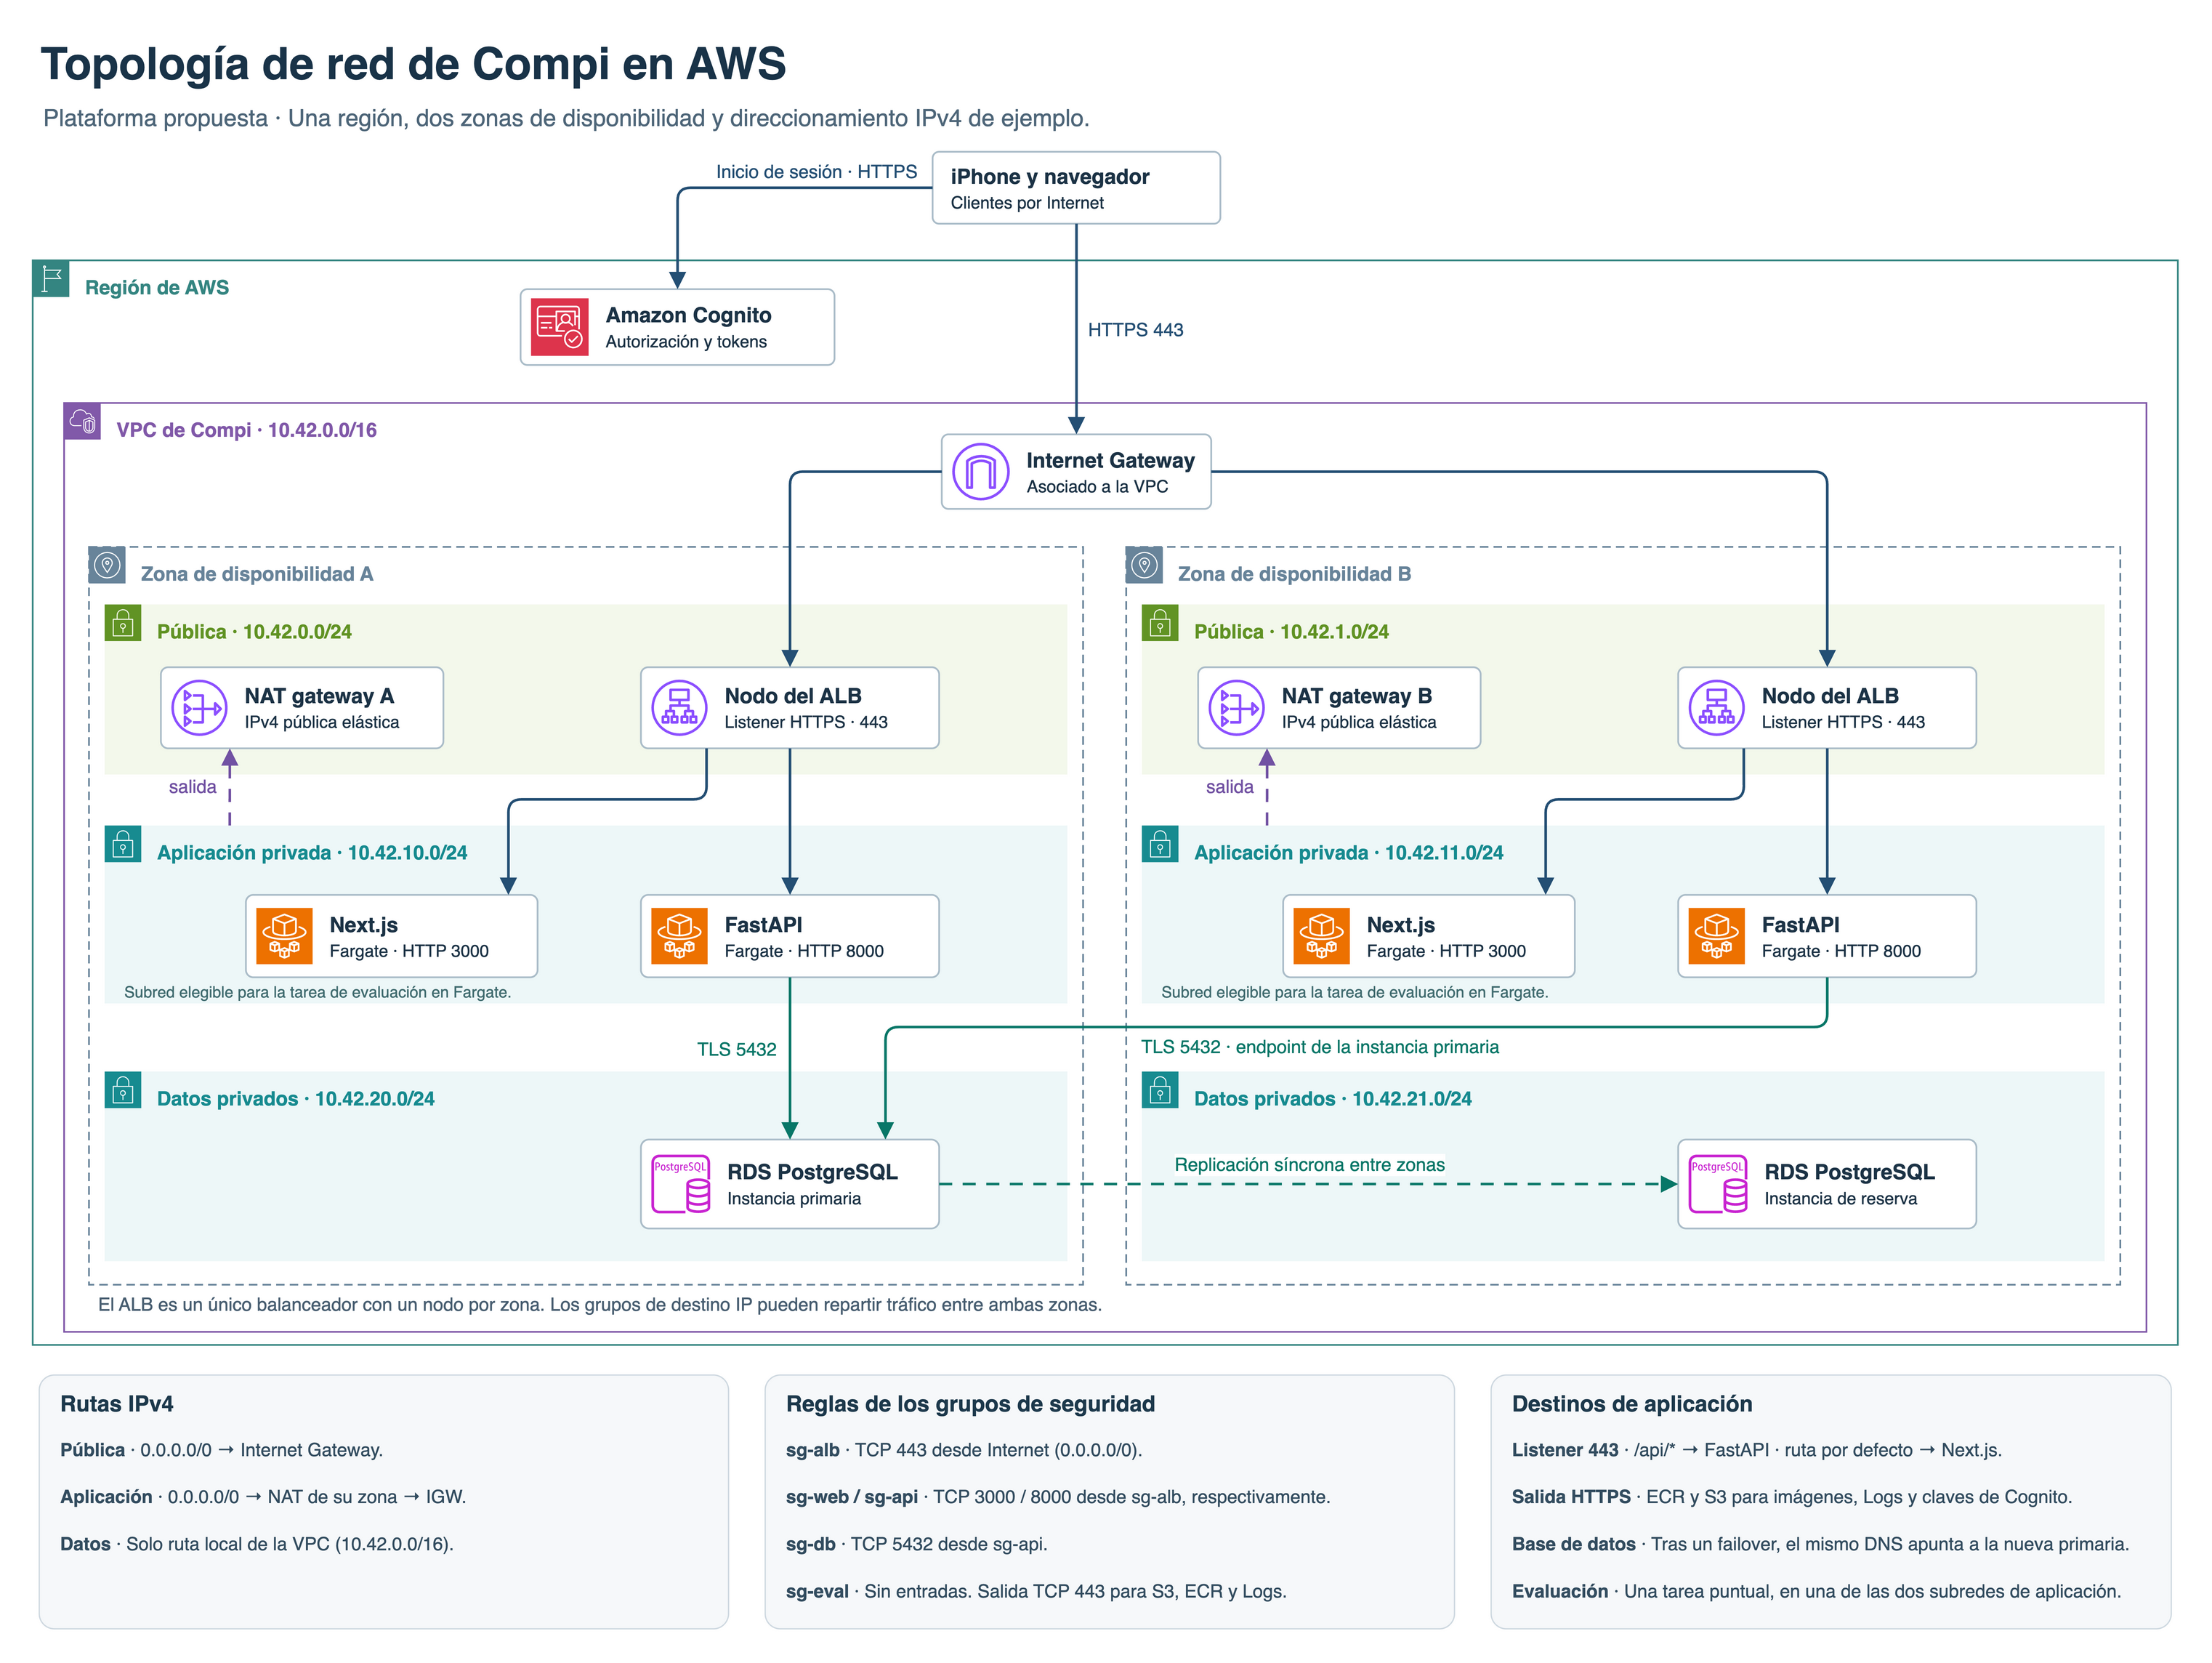 Topología de red de Compi en AWS
Plataforma propuesta · Una región, dos zonas de disponibilidad y direccionamiento IPv4 de ejemplo.
Inicio de sesión · HTTPS
iPhone y navegador
Clientes por Internet
Región de AWS
Amazon Cognito
Autorización y tokens
HTTPS 443
VPC de Compi · 10.42.0.0/16
Internet Gateway
Asociado a la VPC
Zona de disponibilidad A
Pública · 10.42.0.0/24
NAT gateway A
IPv4 pública elástica
Nodo del ALB
Listener HTTPS · 443
salida
Aplicación privada · 10.42.10.0/24
Next.js
Fargate · HTTP 3000
FastAPI
Fargate · HTTP 8000
Subred elegible para la tarea de evaluación en Fargate.
TLS 5432
Datos privados · 10.42.20.0/24
PostgreSQL
RDS PostgreSQL
Instancia primaria
Zona de disponibilidad B
Pública · 10.42.1.0/24
NAT gateway B
IPv4 pública elástica
Nodo del ALB
Listener HTTPS · 443
salida
Aplicación privada · 10.42.11.0/24
Next.js
Fargate · HTTP 3000
FastAPI
Fargate · HTTP 8000
Subred elegible para la tarea de evaluación en Fargate.
TLS 5432 · endpoint de la instancia primaria
Datos privados · 10.42.21.0/24
Replicación síncrona entre zonas
PostgreSQL
RDS PostgreSQL
Instancia de reserva
El ALB es un único balanceador con un nodo por zona. Los grupos de destino IP pueden repartir tráfico entre ambas zonas.
Rutas IPv4
Pública · 0.0.0.0/0 → Internet Gateway.
Aplicación · 0.0.0.0/0 → NAT de su zona → IGW.
Datos · Solo ruta local de la VPC (10.42.0.0/16).
Reglas de los grupos de seguridad
sg-alb · TCP 443 desde Internet (0.0.0.0/0).
sg-web / sg-api · TCP 3000 / 8000 desde sg-alb, respectivamente.
sg-db · TCP 5432 desde sg-api.
sg-eval · Sin entradas. Salida TCP 443 para S3, ECR y Logs.
Destinos de aplicación
Listener 443 · /api/* → FastAPI · ruta por defecto → Next.js.
Salida HTTPS · ECR y S3 para imágenes, Logs y claves de Cognito.
Base de datos · Tras un failover, el mismo DNS apunta a la nueva primaria.
Evaluación · Una tarea puntual, en una de las dos subredes de aplicación.